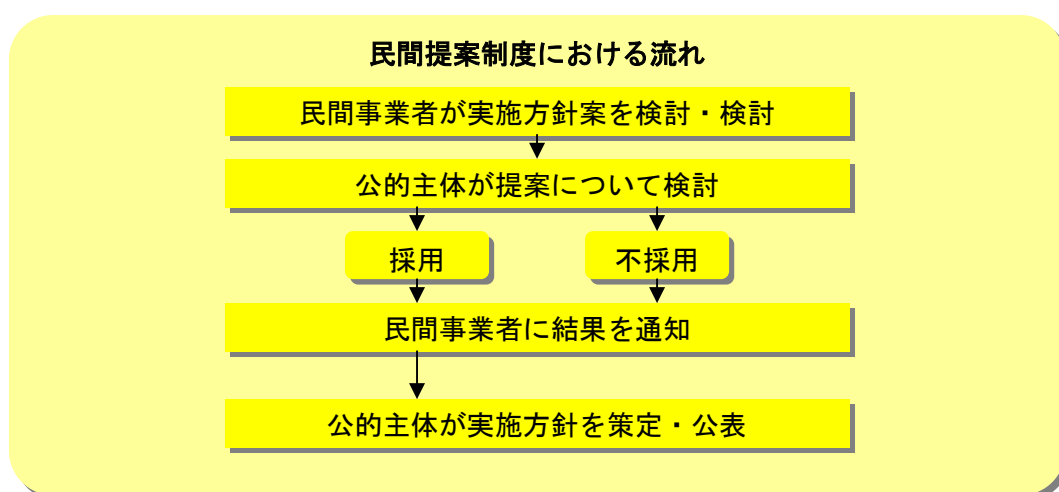 民間提案制度における流れ
民間事業者が実施方針案を検討・検討
公的主体が提案について検討
採用
不採用
民間事業者に結果を通知
公的主体が実施方針を策定・公表